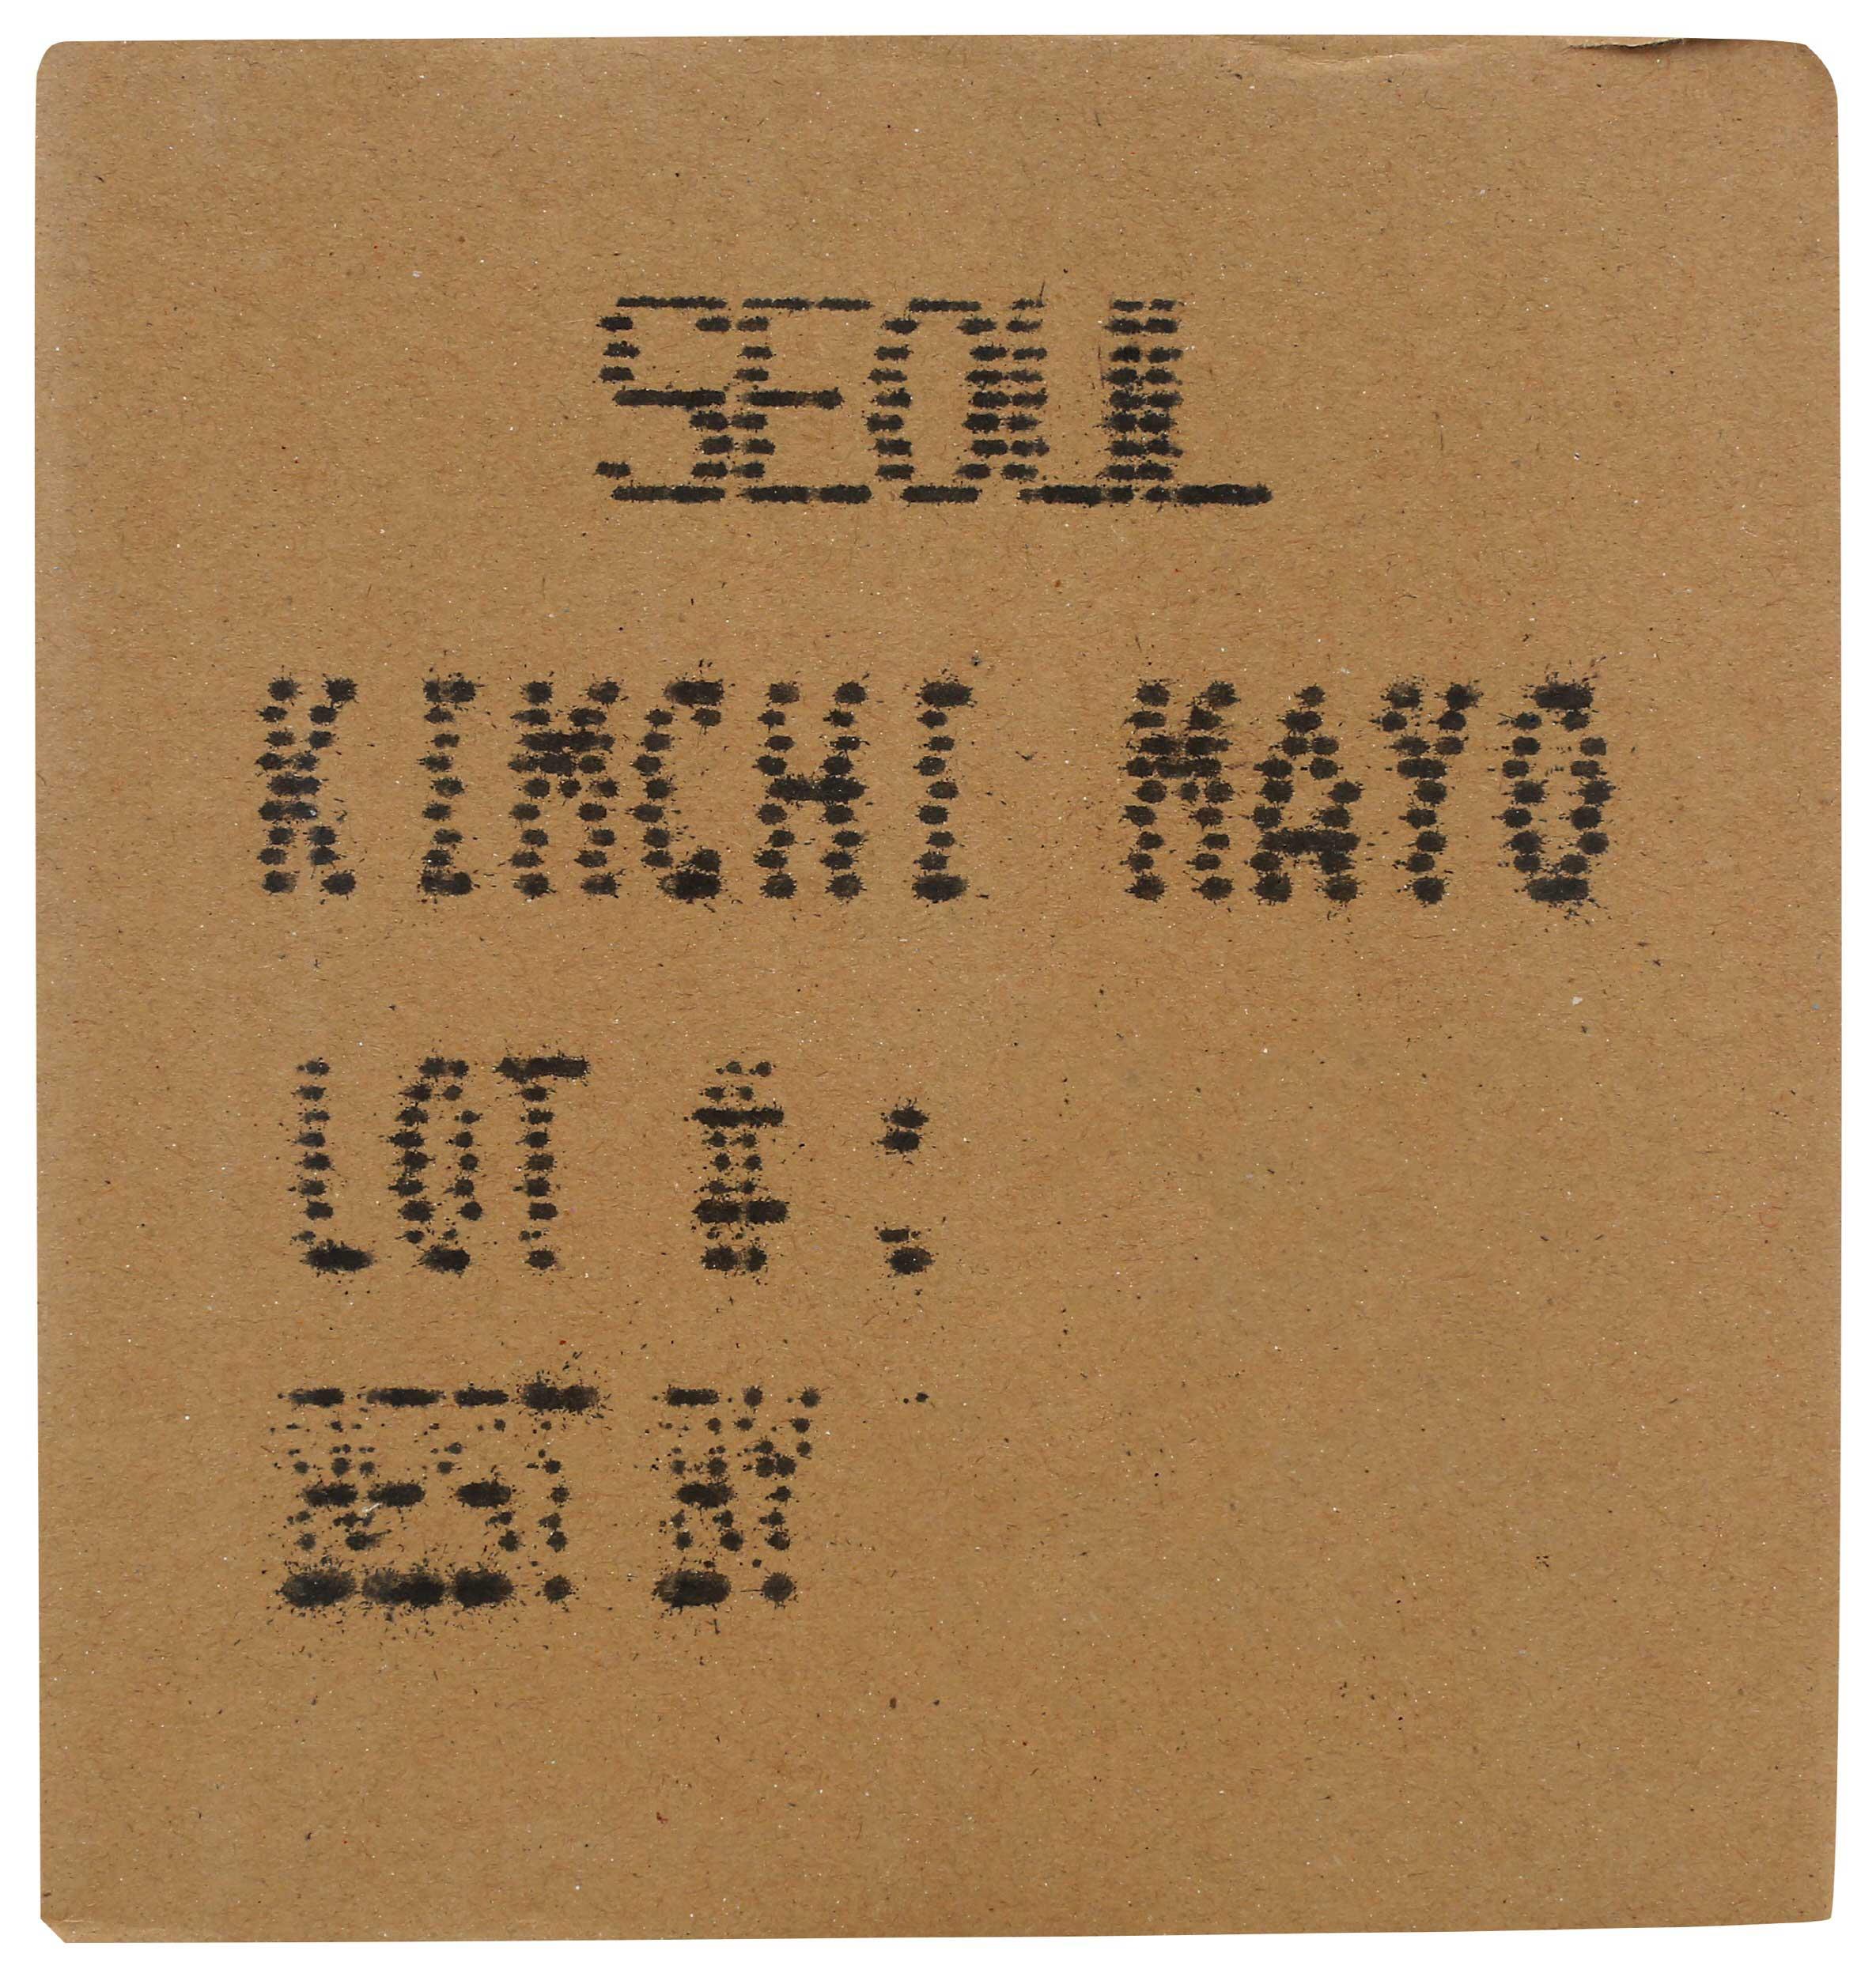 SEOUL
KIMCHI MAYO
LOT #:
BEST BY: